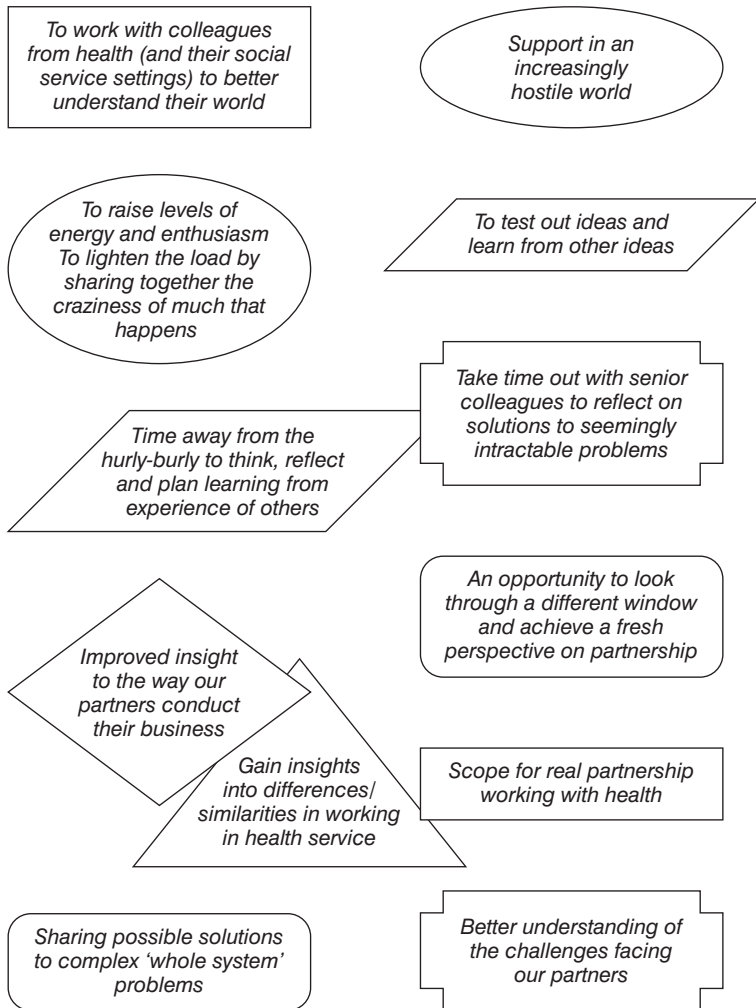 To work with colleagues
from health (and their social
service settings) to better
understand their world
Support in an
increasingly
hostile world
To raise levels of
energy and enthusiasm
To lighten the load by
sharing together the
craziness of much that
happens
To test out ideas and
learn from other ideas
Take time out with senior
colleagues to reflect on
solutions to seemingly
intractable problems
Time away from the
hurly-burly to think, reflect
and plan learning from
experience of others
An opportunity to look
through a different window
and achieve a fresh
perspective on partnership
Improved insight
to the way our
partners conduct
their business
Gain insights
into differences/
similarities in working
in health service
Scope for real partnership
working with health
Sharing possible solutions
to complex ‘whole system’
problems
Better understanding of
the challenges facing
our partners